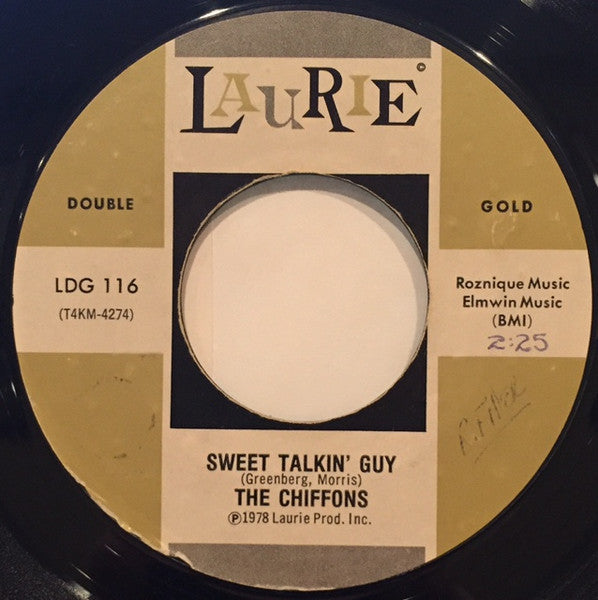 LAURIE ©
DOUBLE
GOLD
LDG 116
(T4KM-4274)
Roznique Music
Elmwin Music
(BMI)
2:25
SWEET TALKIN' GUY
(Greenberg, Morris)
THE CHIFFONS
℗1978 Laurie Prod. Inc.